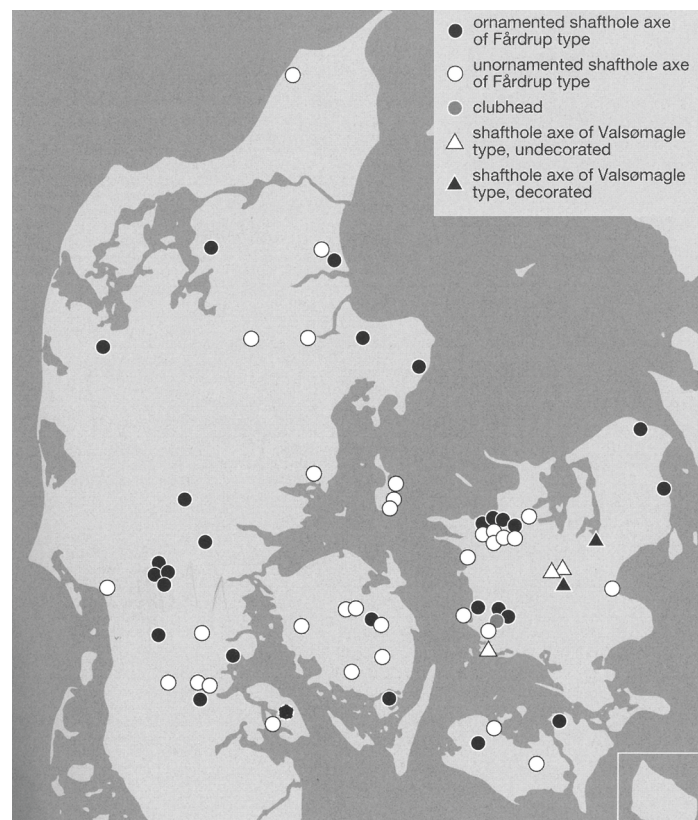 ornamented shafthole axe
of Fårdrup type
unornamented shafthole axe
of Fårdrup type
clubhead
shafthole axe of Valsømagle
type, undecorated
shafthole axe of Valsømagle
type, decorated